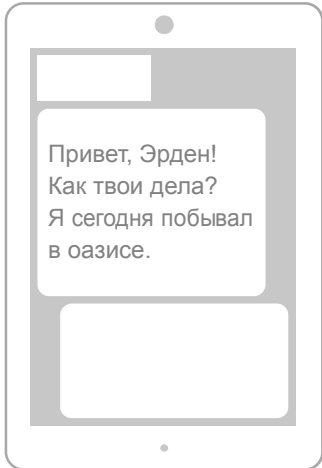 Привет, Эрден!
Как твои дела?
Я сегодня побывал
в оазисе.